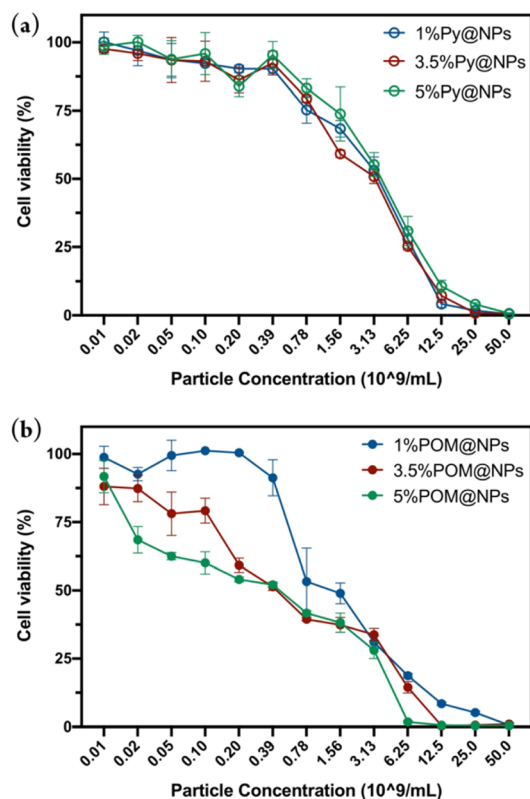 (a)
1%Py@NPs
3.5%Py@NPs
5%Py@NPs
100
75
50
25
0
Cell viability (%)
0.01 0.02 0.05 0.10 0.20 0.39 0.78 1.56 3.13 6.25 12.5 25.0 50.0
Particle Concentration (10^9/mL)
(b)
1%POM@NPs
3.5%POM@NPs
5%POM@NPs
100
75
50
25
0
Cell viability (%)
0.01 0.02 0.05 0.10 0.20 0.39 0.78 1.56 3.13 6.25 12.5 25.0 50.0
Particle Concentration (10^9/mL)